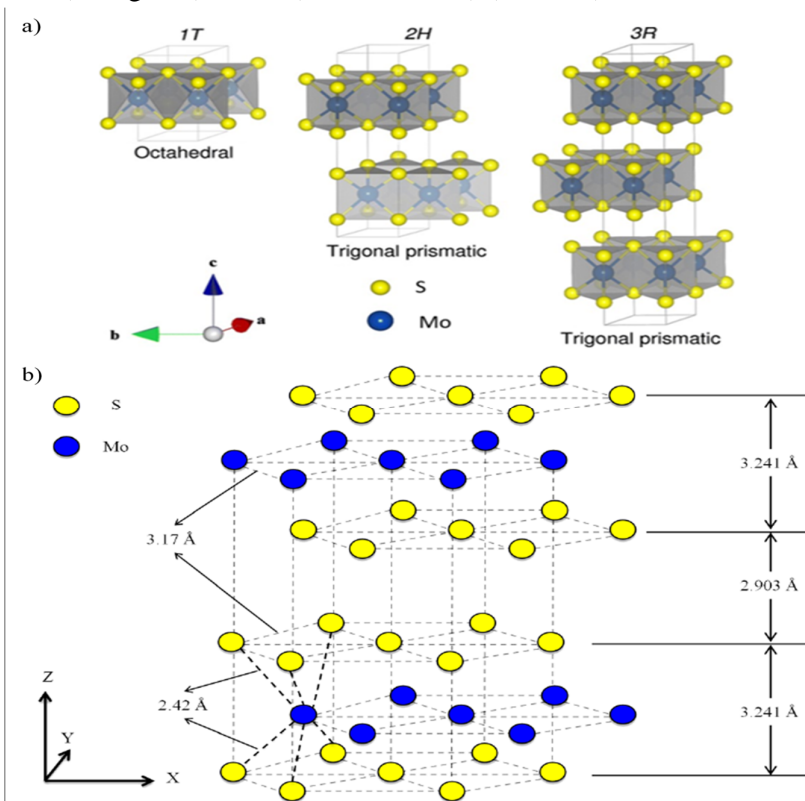 a)
1T
2H
3R
Octahedral
Trigonal prismatic
Trigonal prismatic
S
Mo
c
b
a
b)
S
Mo
3.241 Å
3.17 Å
2.903 Å
2.42 Å
3.241 Å
Z
Y
X